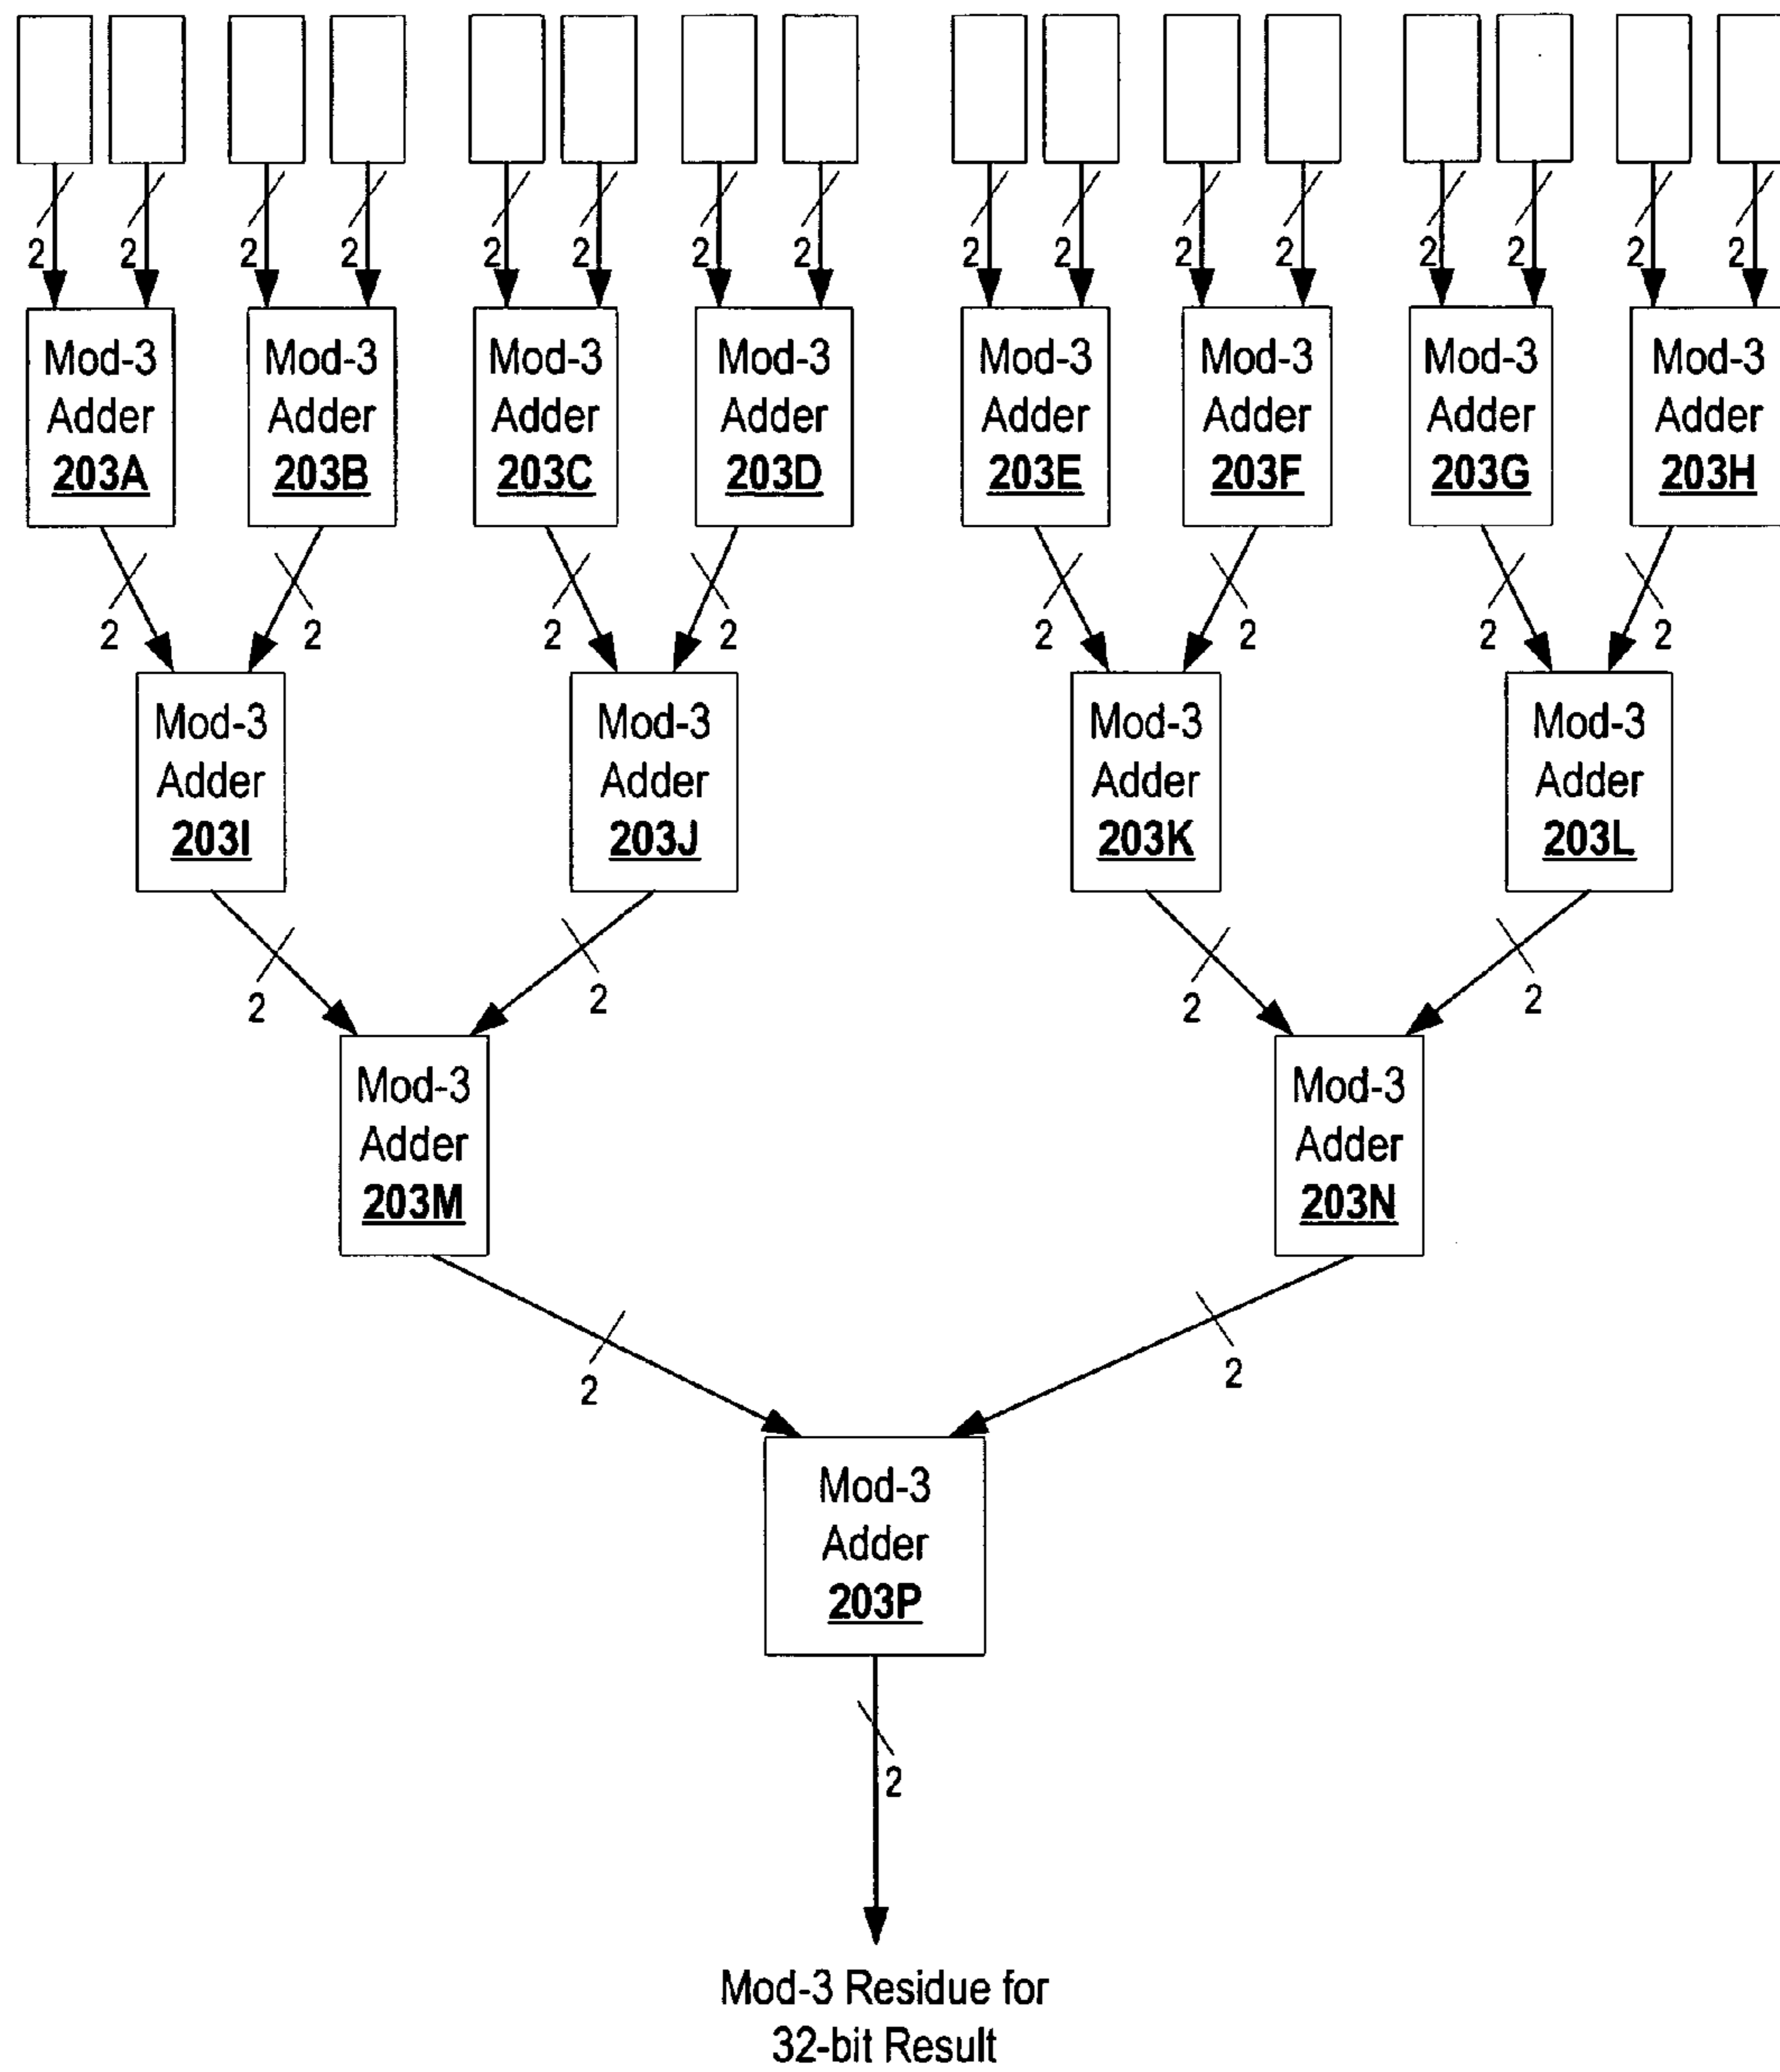 2 2 2 2 2 2 2 2 2 2 2 2 2 2 2 2
Mod-3 Mod-3 Mod-3 Mod-3 Mod-3 Mod-3 Mod-3 Mod-3
Adder Adder Adder Adder Adder Adder Adder Adder
203A 203B 203C 203D 203E 203F 203G 203H
2 2 2 2 2 2 2 2
Mod-3 Mod-3 Mod-3 Mod-3
Adder Adder Adder Adder
203I 203J 203K 203L
2 2 2 2
Mod-3 Mod-3
Adder Adder
203M 203N
2 2
Mod-3
Adder
203P
2
Mod-3 Residue for
32-bit Result